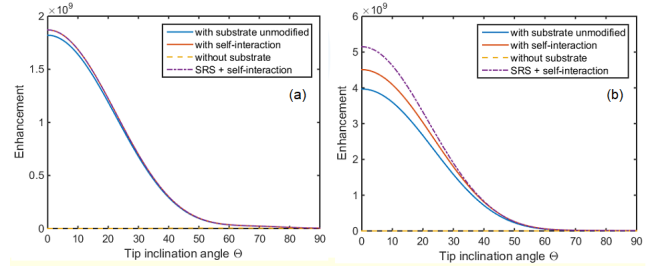 ×10⁹
2
1.5
1
0.5
0
Enhancement
with substrate unmodified
with self-interaction
without substrate
SRS + self-interaction
(a)
0 10 20 30 40 50 60 70 80 90
Tip inclination angle Θ
×10⁹
6
5
4
3
2
1
0
Enhancement
with substrate unmodified
with self-interaction
without substrate
SRS + self-interaction
(b)
0 10 20 30 40 50 60 70 80 90
Tip inclination angle Θ